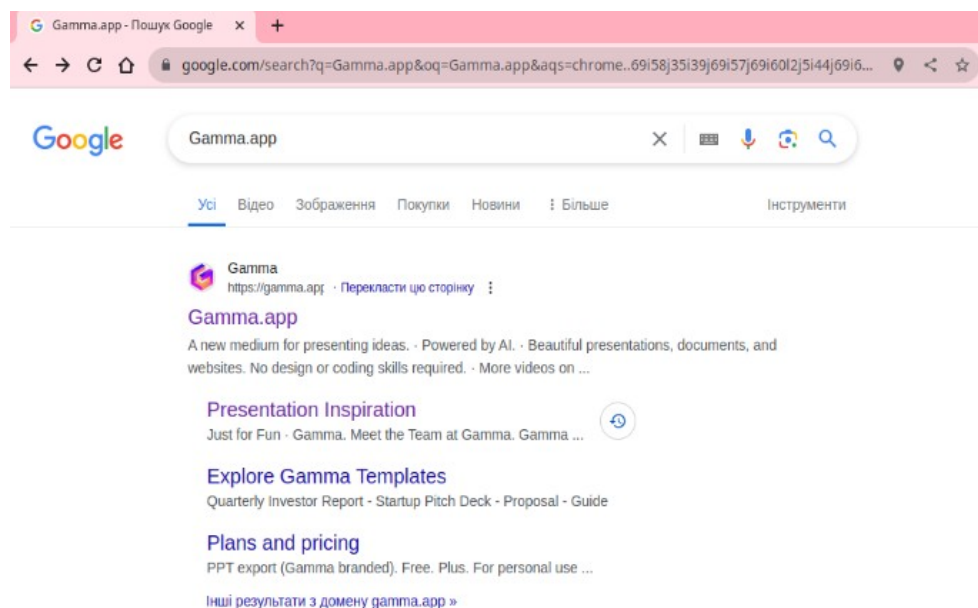 Gamma.app - Пошук Google
google.com/search?q=Gamma.app&oq=Gamma.app&aqs=chrome..69i58j35i39j69i57j69i60l2j5i44j69i6...
Google
Gamma.app
Усі Відео Зображення Покупки Новини Більше Інструменти
Gamma
https://gamma.app · Перекласти цю сторінку
Gamma.app
A new medium for presenting ideas. · Powered by AI. · Beautiful presentations, documents, and
websites. No design or coding skills required. · More videos on ...
Presentation Inspiration
Just for Fun · Gamma. Meet the Team at Gamma. Gamma ...
Explore Gamma Templates
Quarterly Investor Report - Startup Pitch Deck - Proposal - Guide
Plans and pricing
PPT export (Gamma branded). Free. Plus. For personal use ...
Інші результати з домену gamma.app »